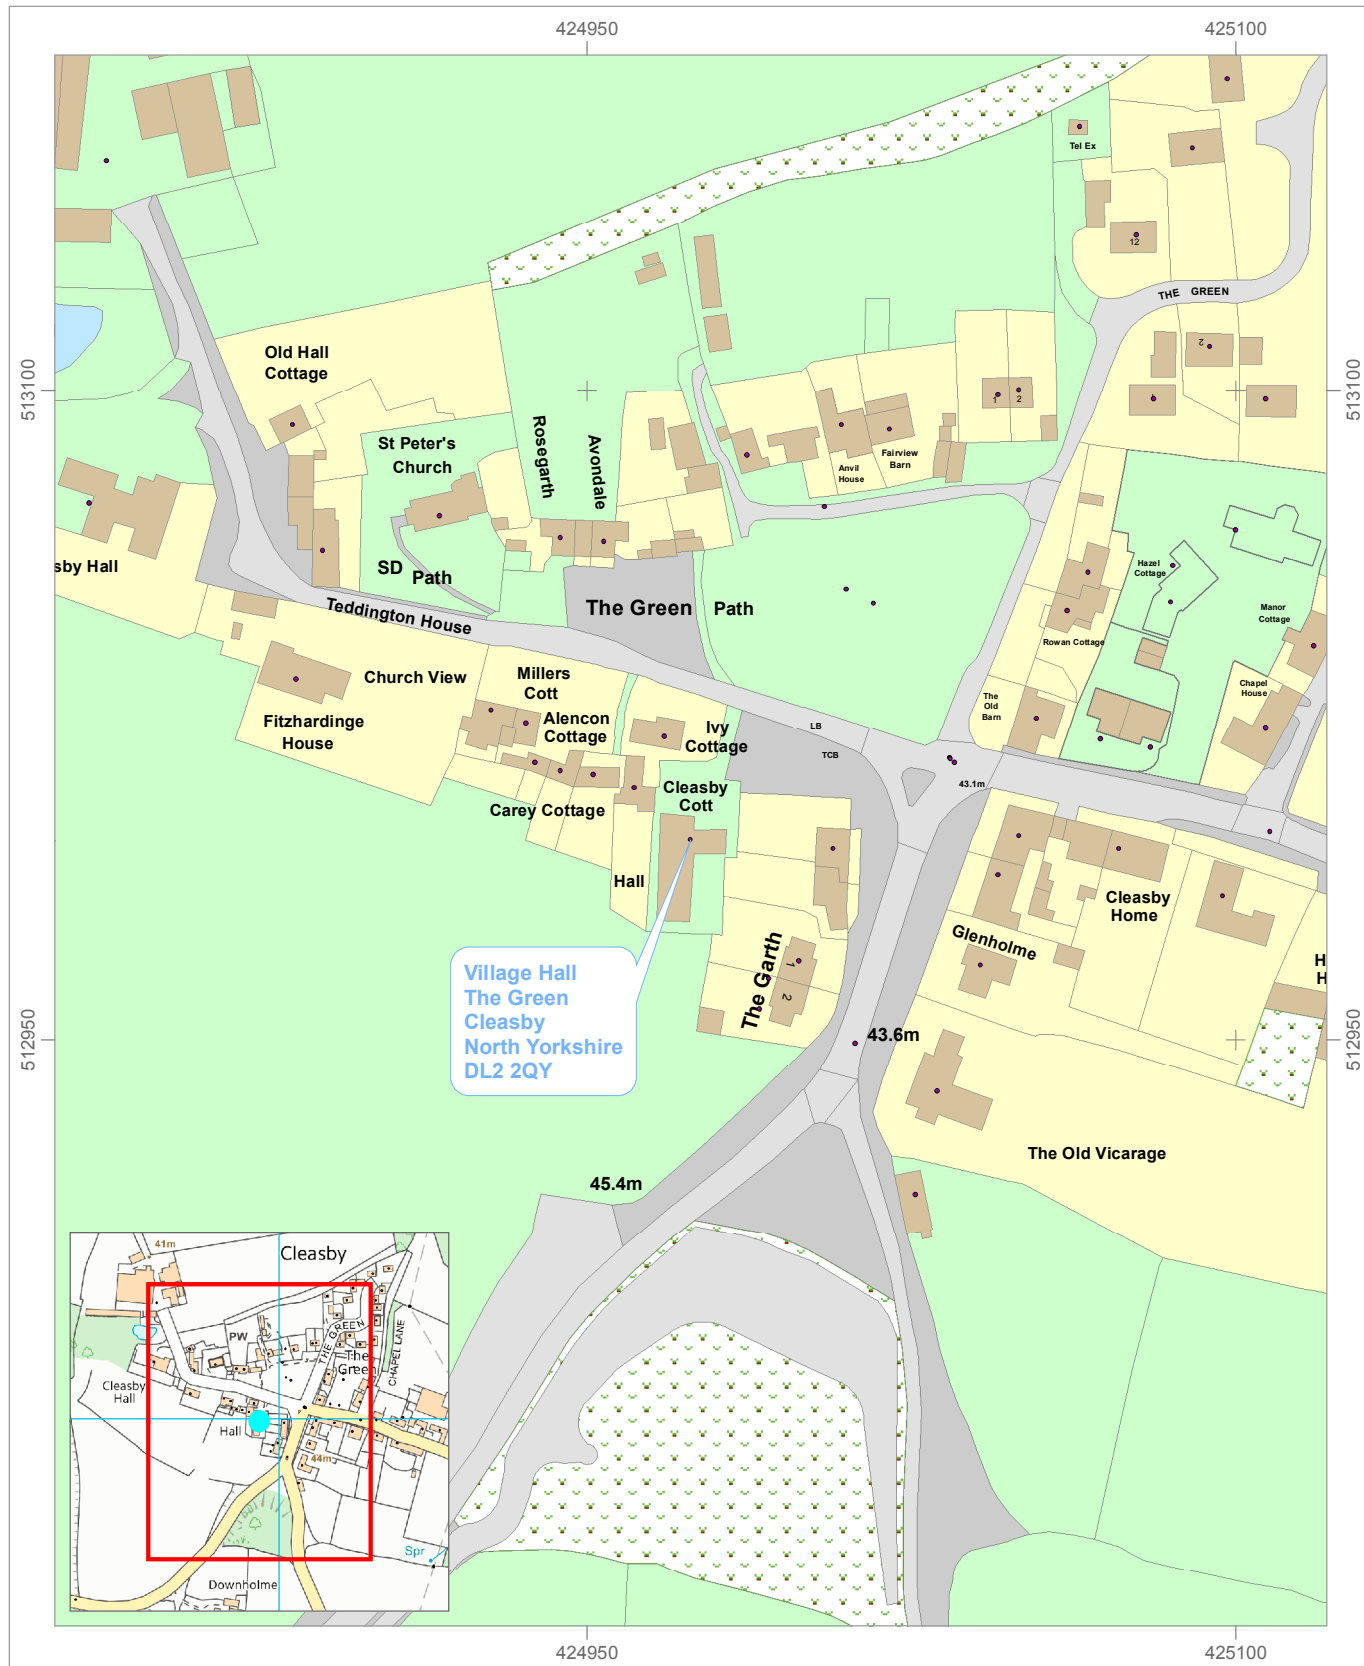 424950
425100
513100
513100
Tel Ex
12
THE GREEN
2
1
2
Old Hall
Cottage
St Peter's
Church
Rosegarth
Avondale
Anvil
House
Fairview
Barn
sby Hall
SD
Path
Teddington House
The Green
Path
Hazel
Cottage
Manor
Cottage
Rowan Cottage
Chapel
House
The
Old
Barn
Church View
Fitzhardinge
House
Millers
Cott
Alencon
Cottage
Ivy
Cottage
LB
TCB
43.1m
Cleasby
Cott
Carey Cottage
Hall
Cleasby
Home
Glenholme
The Garth
1
2
H
H
Village Hall
The Green
Cleasby
North Yorkshire
DL2 2QY
43.6m
512950
512950
The Old Vicarage
45.4m
41m
Cleasby
PW
THE GREEN
The
Green
CHAPEL LANE
Cleasby
Hall
Hall
44m
Spr
Downholme
424950
425100